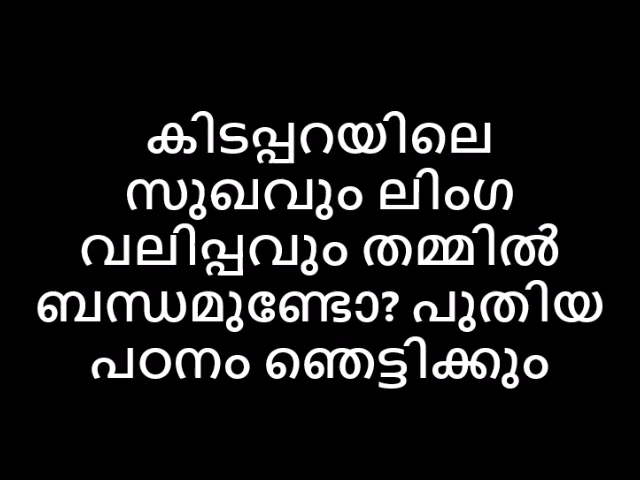 കിടപ്പറയിലെ
സുഖവും ലിംഗ
വലിപ്പവും തമ്മിൽ
ബന്ധമുണ്ടോ? പുതിയ
പഠനം ഞെട്ടിക്കും